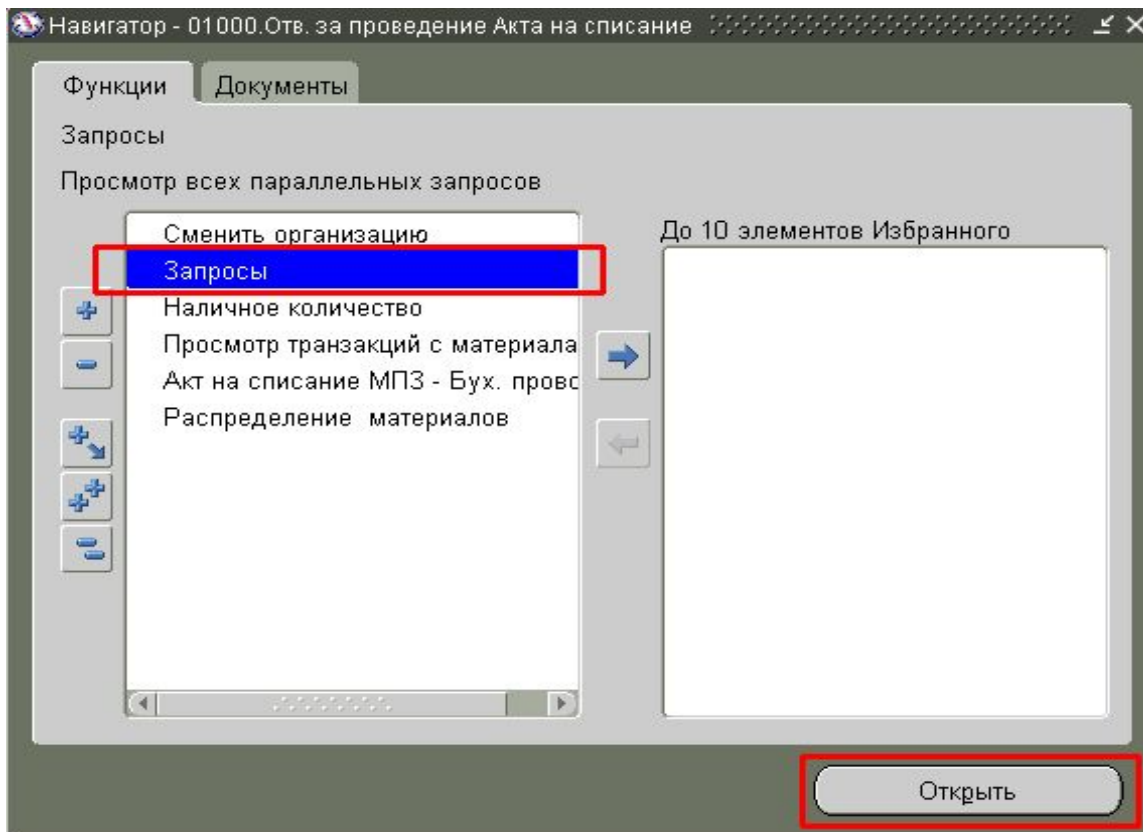 Навигатор - 01000.Отв. за проведение Акта на списание
Функции
Документы
Запросы
Просмотр всех параллельных запросов
До 10 элементов Избранного
Сменить организацию
Запросы
Наличное количество
Просмотр транзакций с материала
Акт на списание МПЗ - Бух. прово
Распределение материалов
Открыть